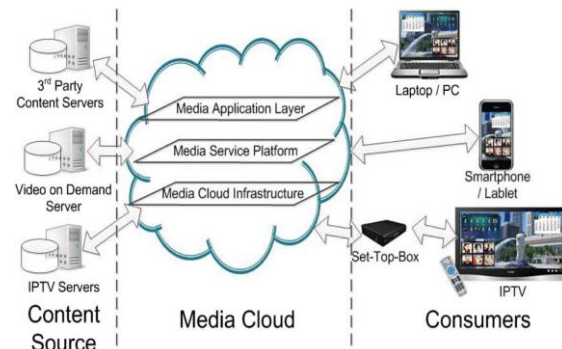 3rd Party
Content Servers
Video on Demand
Server
IPTV Servers
Content
Source
Media Application Layer
Media Service Platform
Media Cloud Infrastructure
Media Cloud
Laptop / PC
Smartphone
/ Lablet
Set-Top-Box
IPTV
Consumers